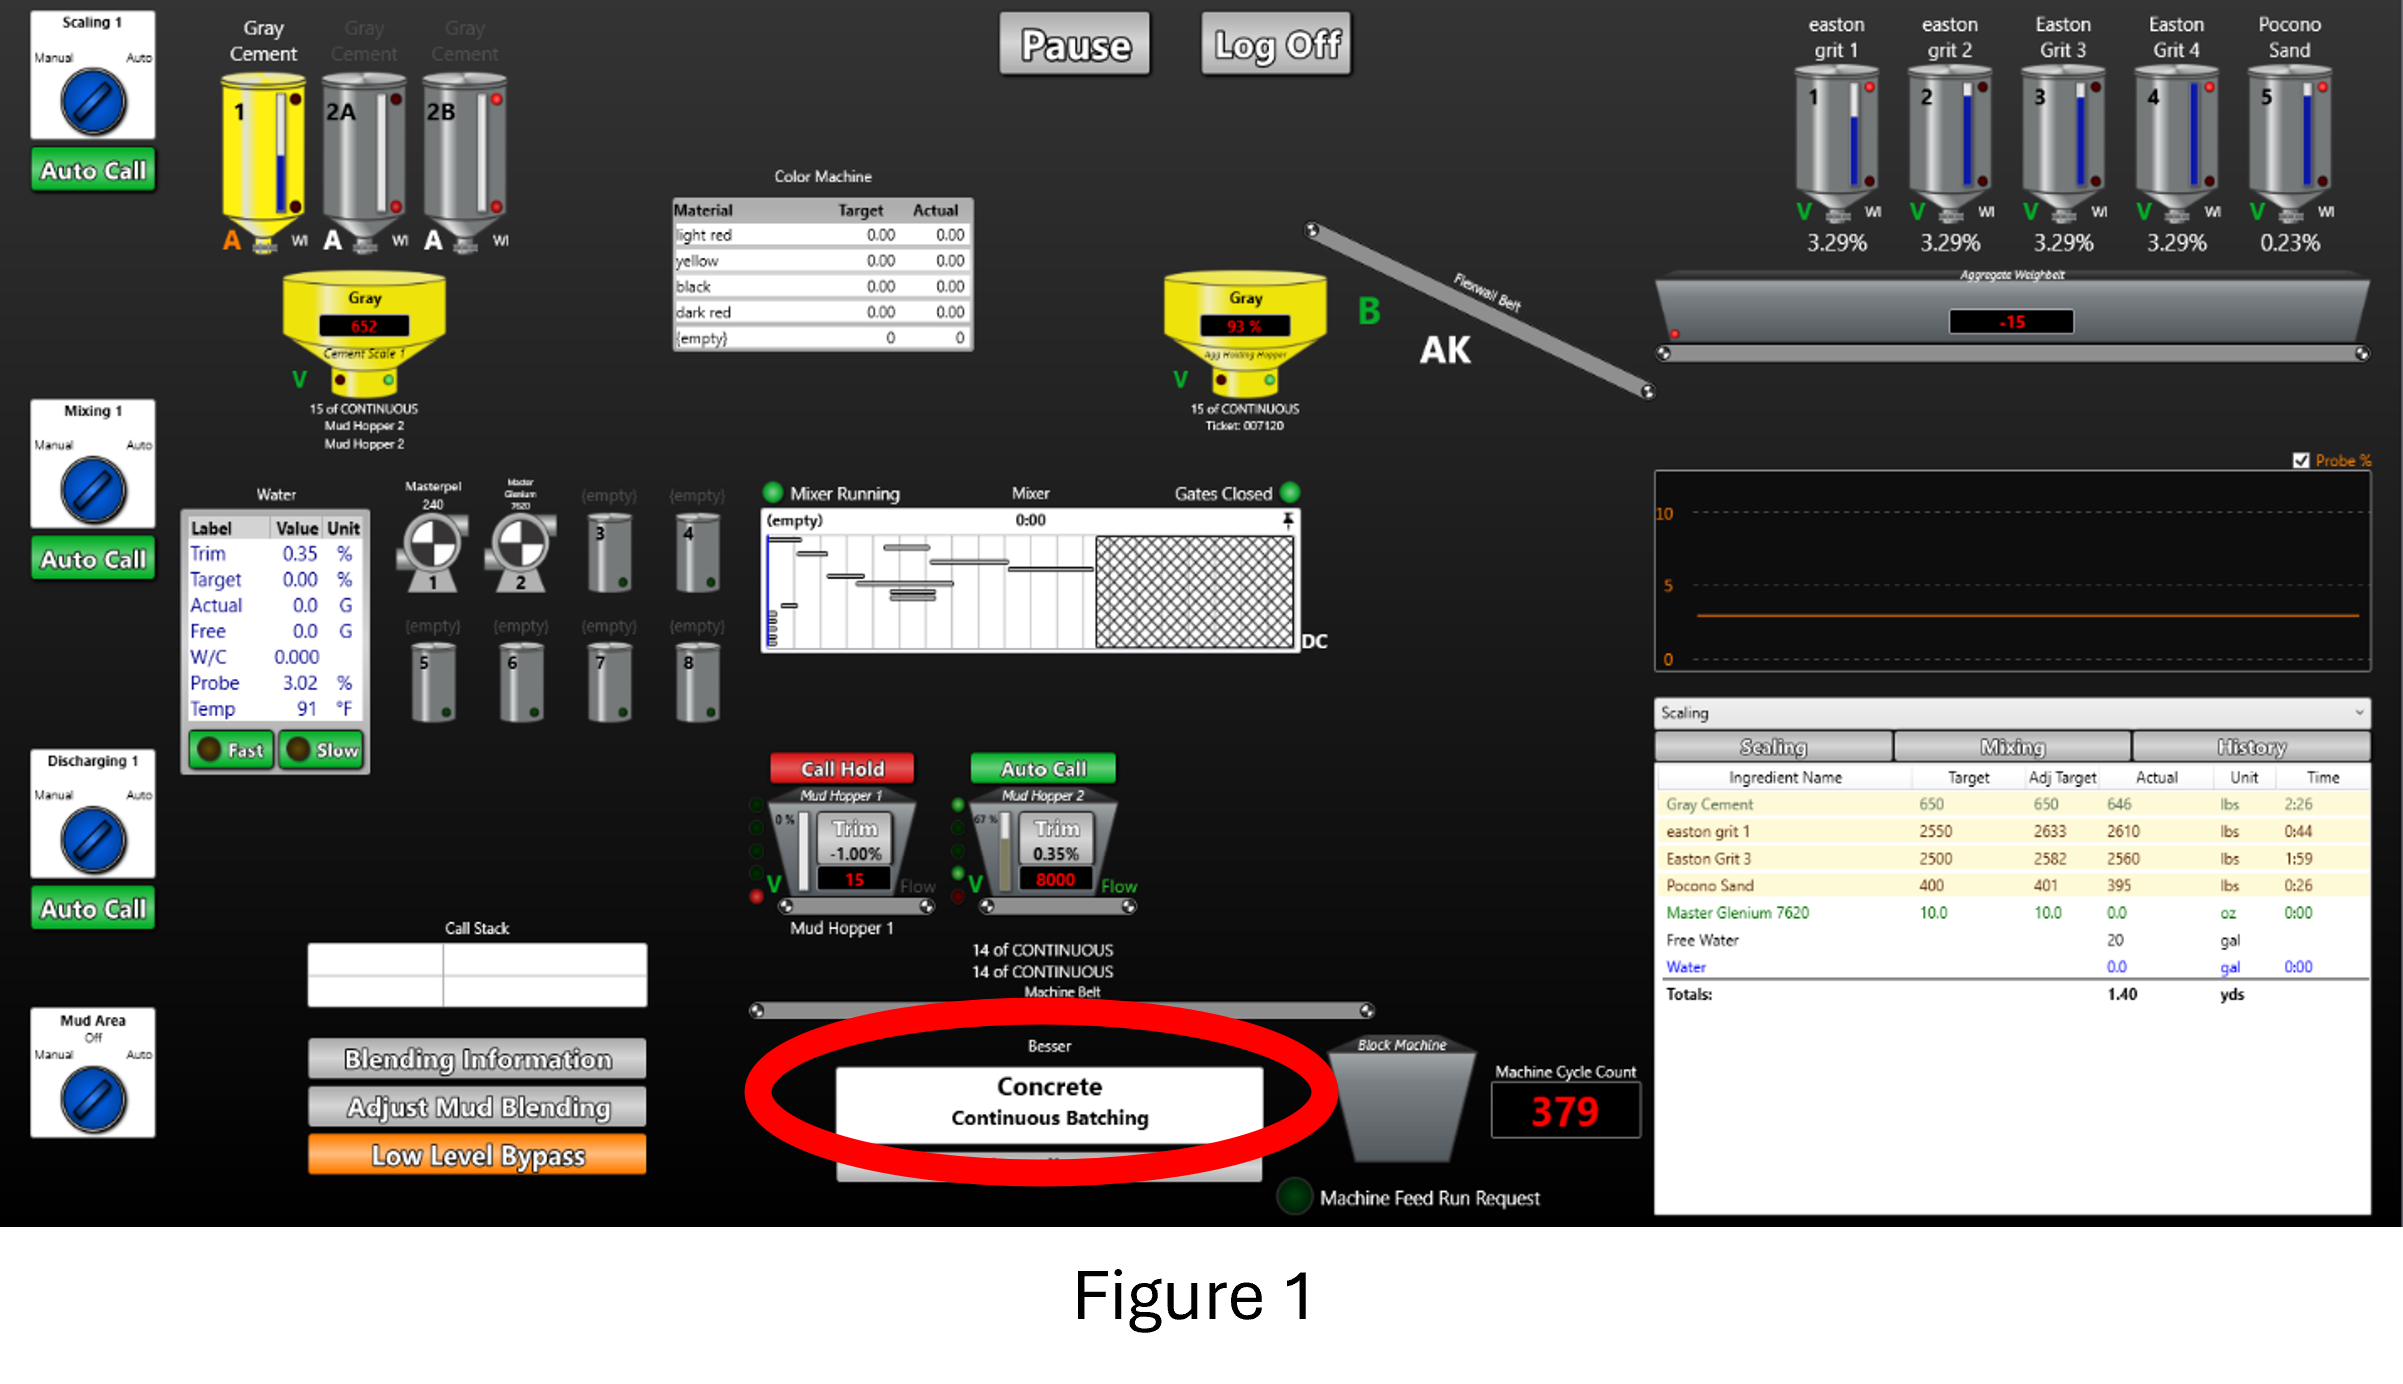 Scaling 1
Manual Auto
Auto Call
Gray Cement
Gray Cement
Gray Cement
1
2A
2B
A WI
A WI
A WI
Gray
652
Cement Scale 1
V
15 of CONTINUOUS
Mud Hopper 2
Mud Hopper 2
Pause
Log Off
Color Machine
Material Target Actual
light red 0.00 0.00
yellow 0.00 0.00
black 0.00 0.00
dark red 0.00 0.00
(empty) 0 0
Gray
93 %
Agg Holding Hopper
V
15 of CONTINUOUS
Ticket: 007120
B
AK
Flexwall Belt
easton grit 1
easton grit 2
Easton Grit 3
Easton Grit 4
Pocono Sand
1
2
3
4
5
V WI
V WI
V WI
V WI
V WI
3.29% 3.29% 3.29% 3.29% 0.23%
Aggregate Weighbelt
-15
Mixing 1
Manual Auto
Auto Call
Water
Label Value Unit
Trim 0.35 %
Target 0.00 %
Actual 0.0 G
Free 0.0 G
W/C 0.000
Probe 3.02 %
Temp 91 °F
Fast
Slow
Masterpel 240
1
Master Glenium 7620
2
(empty)
3
(empty)
4
(empty)
5
(empty)
6
(empty)
7
(empty)
8
Mixer Running
Mixer
Gates Closed
(empty)
0:00
DC
Probe %
10
5
0
Discharging 1
Manual Auto
Auto Call
Call Hold
Mud Hopper 1
0 %
Trim
-1.00%
15
V
Flow
Mud Hopper 1
Auto Call
Mud Hopper 2
67 %
Trim
0.35%
8000
V
Flow
14 of CONTINUOUS
14 of CONTINUOUS
Machine Belt
Call Stack
Mud Area
Off
Manual Auto
Blending Information
Adjust Mud Blending
Low Level Bypass
Besser
Concrete
Continuous Batching
Block Machine
Machine Cycle Count
379
Machine Feed Run Request
Scaling
Scaling Mixing History
Ingredient Name Target Adj Target Actual Unit Time
Gray Cement 650 650 646 lbs 2:26
easton grit 1 2550 2633 2610 lbs 0:44
Easton Grit 3 2500 2582 2560 lbs 1:59
Pocono Sand 400 401 395 lbs 0:26
Master Glenium 7620 10.0 10.0 0.0 oz 0:00
Free Water 20 gal
Water 0.0 gal 0:00
Totals: 1.40 yds
Figure 1